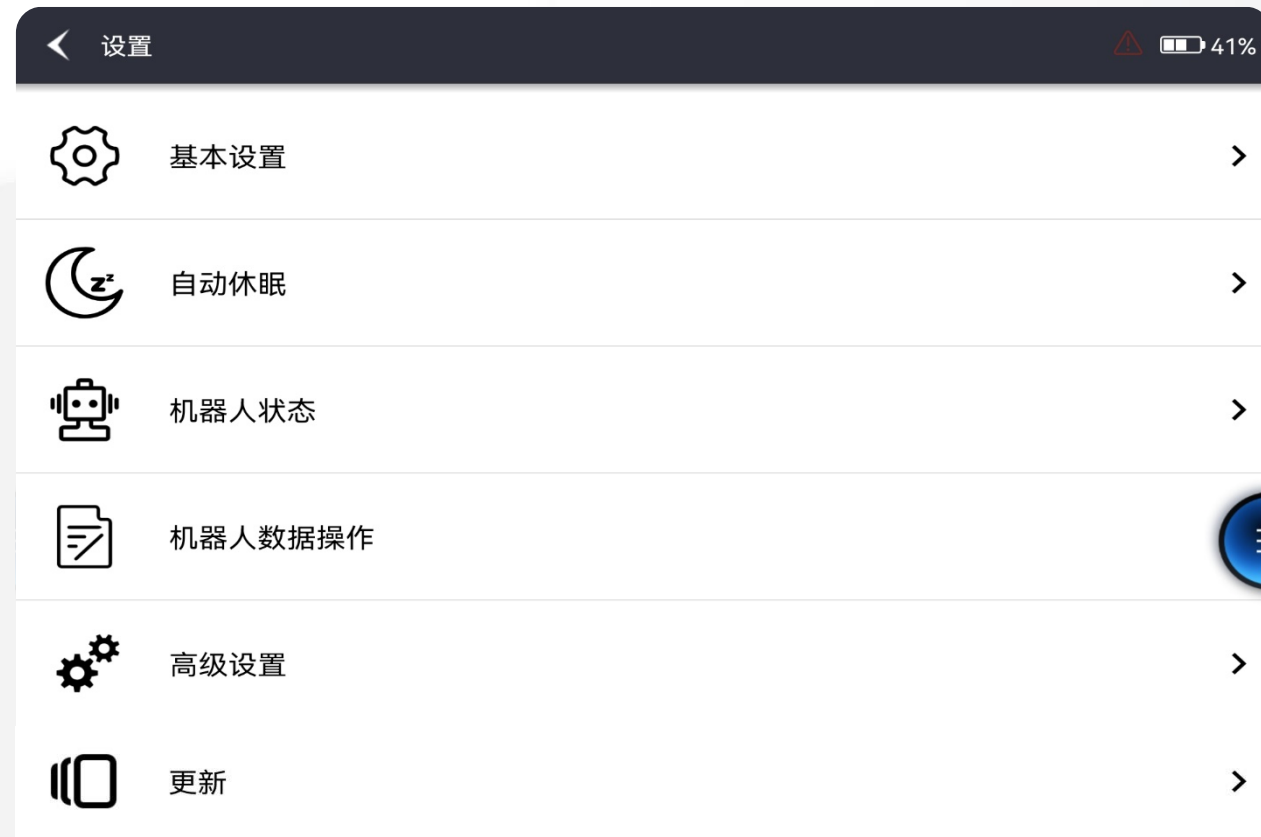 设置
41%
基本设置
自动休眠
机器人状态
机器人数据操作
高级设置
更新